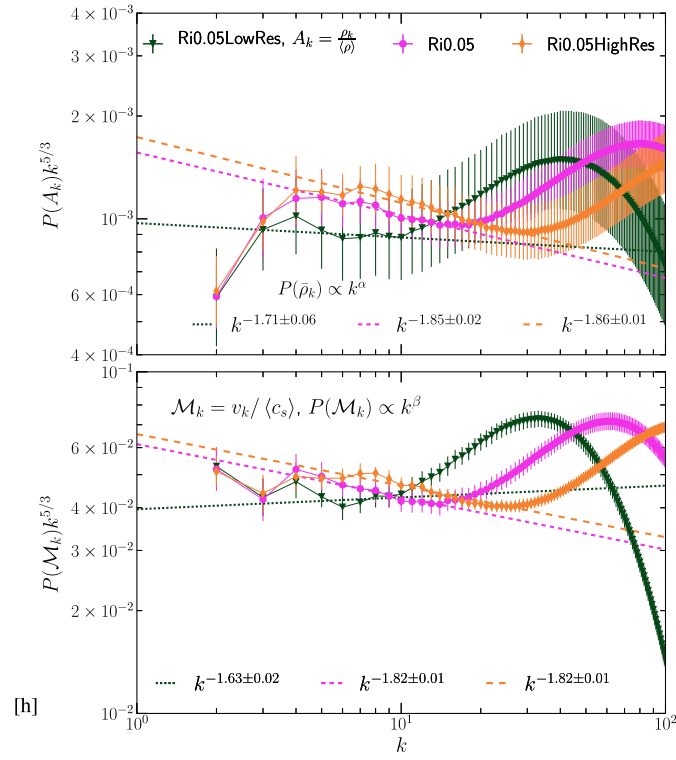 4 × 10⁻³
Ri0.05LowRes, A_k = ρ_k/⟨ρ⟩ Ri0.05 Ri0.05HighRes
2 × 10⁻³
P(A_k)k^{5/3}
10⁻³
6 × 10⁻⁴
P(ρ̄_k) ∝ k^α
k^{−1.71±0.06} k^{−1.85±0.02} k^{−1.86±0.01}
4 × 10⁻⁴
10⁻¹
M_k = v_k/ ⟨c_s⟩, P(M_k) ∝ k^β
6 × 10⁻²
P(M_k)k^{5/3}
4 × 10⁻²
3 × 10⁻²
2 × 10⁻²
k^{−1.63±0.02} k^{−1.82±0.01} k^{−1.82±0.01}
[h]
10⁻²
10⁰ 10¹ 10²
k